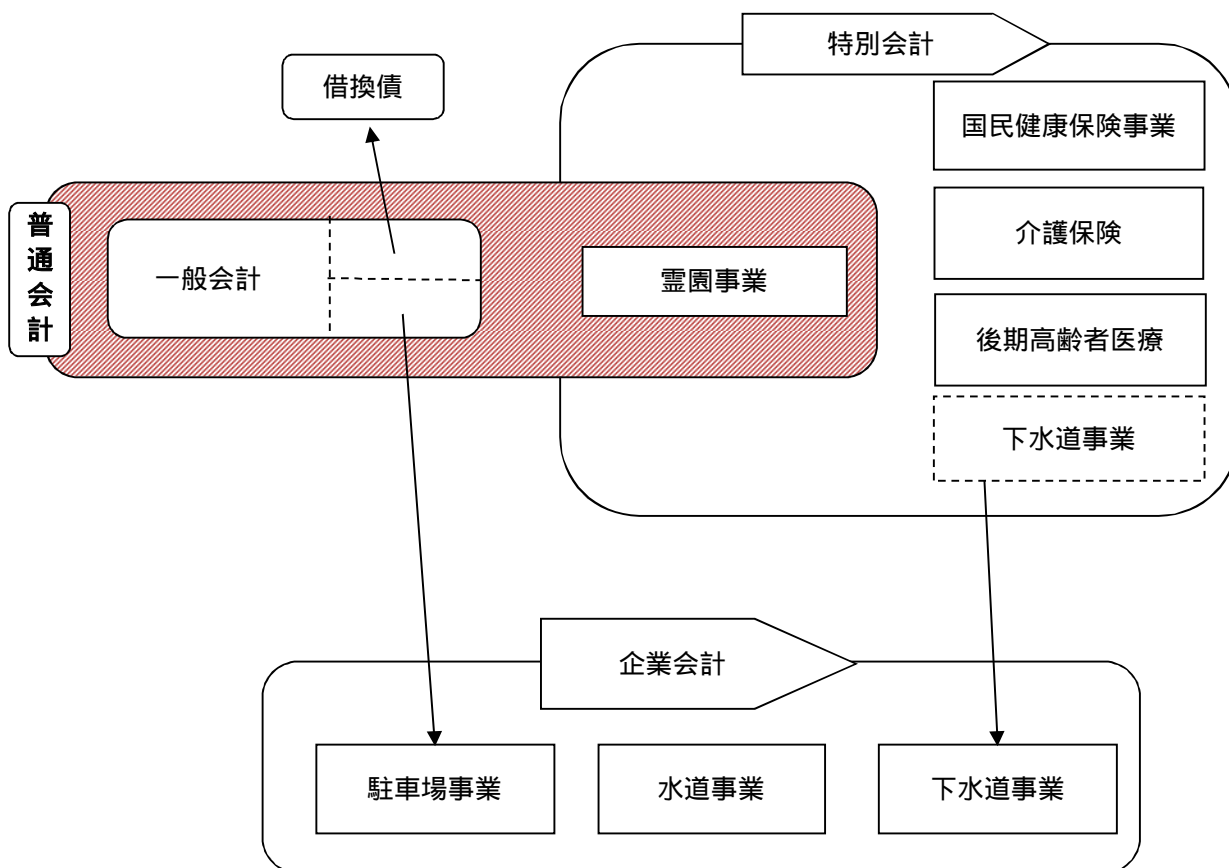 特別会計
借換債
国民健康保険事業
普通会計
一般会計
霊園事業
介護保険
後期高齢者医療
下水道事業
企業会計
駐車場事業
水道事業
下水道事業